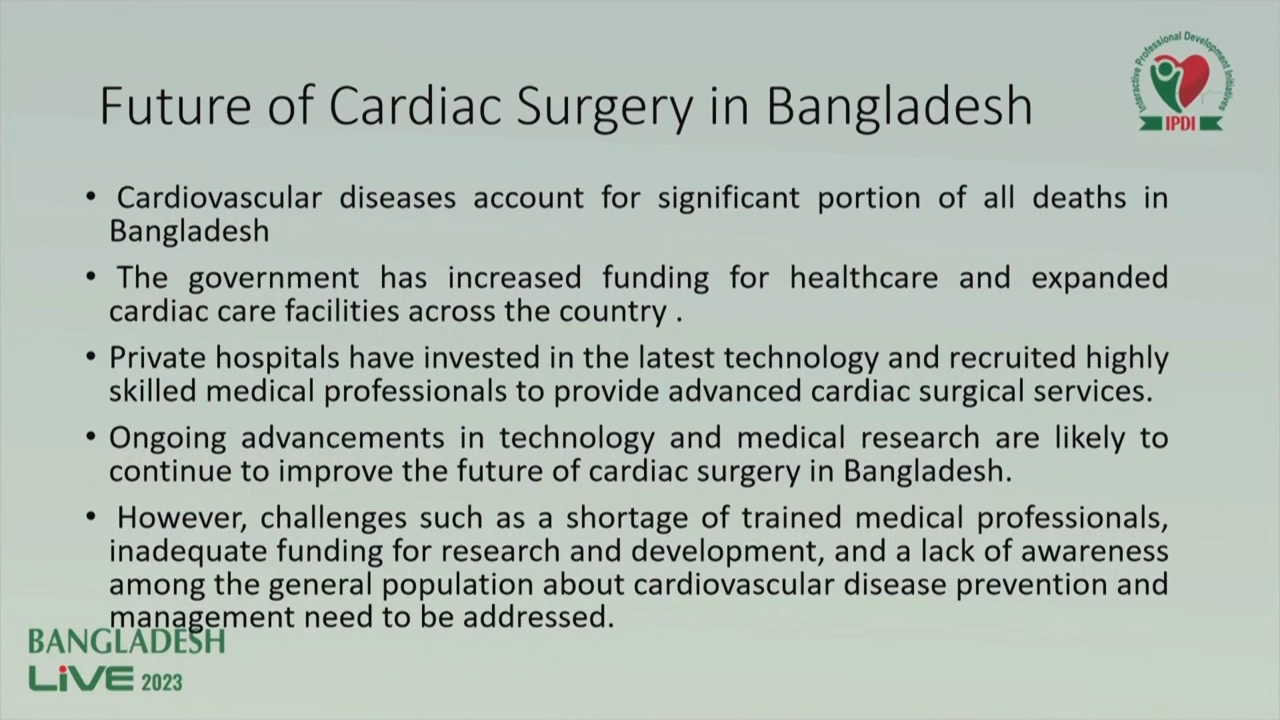 Future of Cardiac Surgery in Bangladesh
Interactive Professional Development Initiatives
IPDI
• Cardiovascular diseases account for significant portion of all deaths in
Bangladesh
• The government has increased funding for healthcare and expanded
cardiac care facilities across the country .
• Private hospitals have invested in the latest technology and recruited highly
skilled medical professionals to provide advanced cardiac surgical services.
• Ongoing advancements in technology and medical research are likely to
continue to improve the future of cardiac surgery in Bangladesh.
• However, challenges such as a shortage of trained medical professionals,
inadequate funding for research and development, and a lack of awareness
among the general population about cardiovascular disease prevention and
management need to be addressed.
BANGLADESH
LiVE 2023